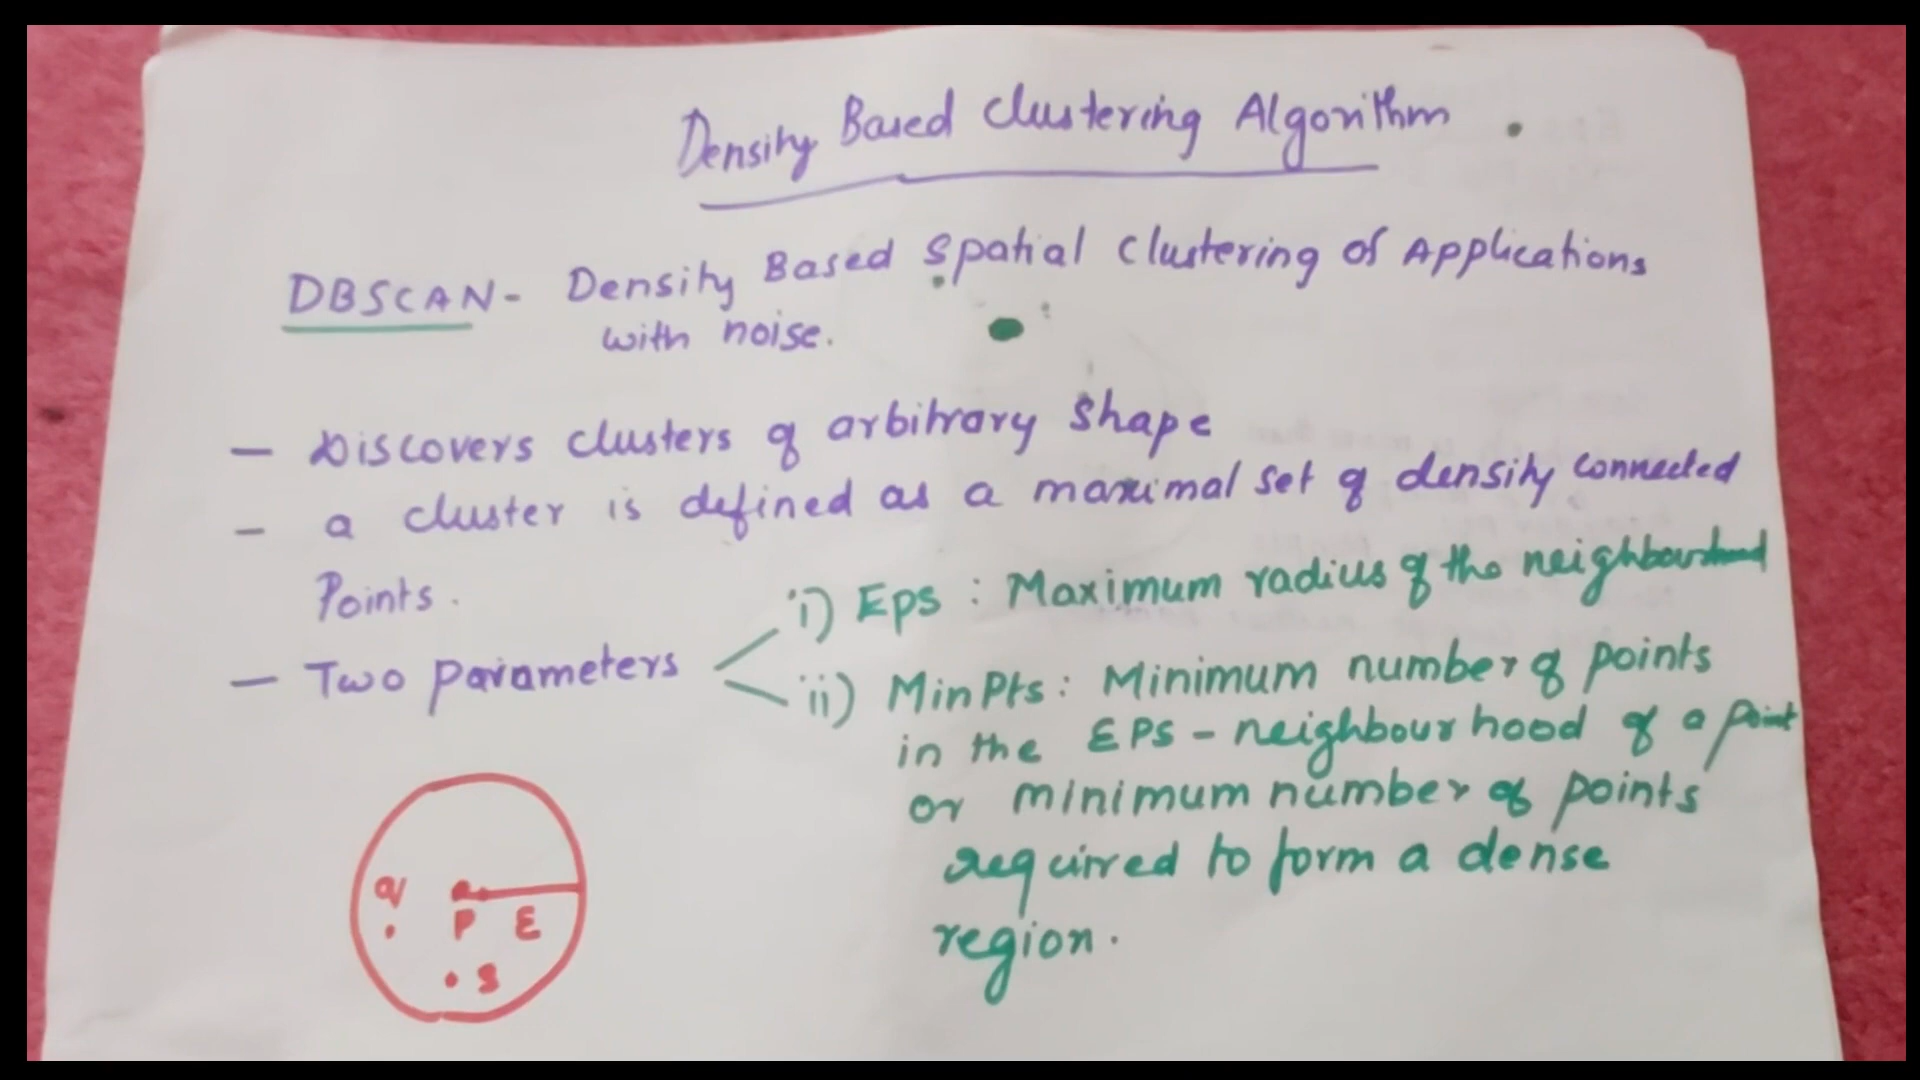 Density Based Clustering Algorithm
DBSCAN - Density Based Spatial Clustering of Applications
with noise.
— Discovers clusters of arbitrary shape
- a cluster is defined as a maximal set of density connected
Points.
i) Eps : Maximum radius of the neighbourhood
— Two parameters
ii) MinPts : Minimum number of points
in the EPS - neighbourhood of a point
or minimum number of points
required to form a dense
region.
q P E
s